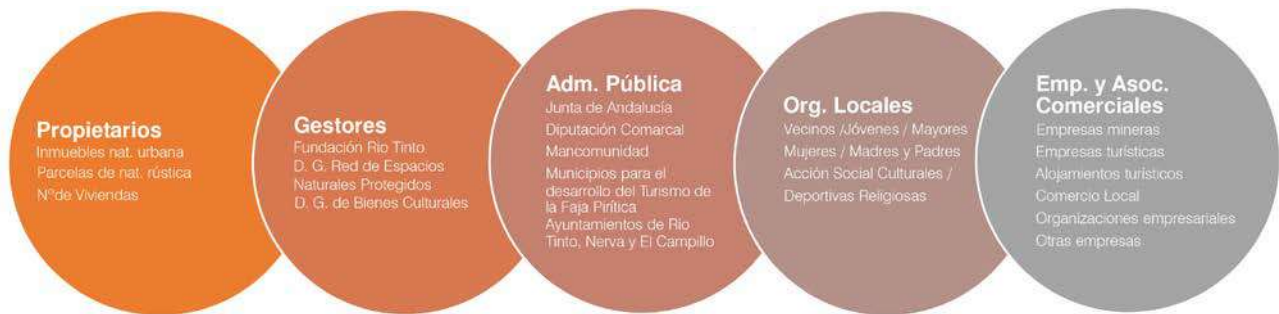 Propietarios
Inmuebles nat. urbana
Parcelas de nat. rústica
Nºde Viviendas
Gestores
Fundación Rio Tinto
D. G. Red de Espacios
Naturales Protegidos
D. G. de Bienes Culturales
Adm. Pública
Junta de Andalucía
Diputación Comarcal
Mancomunidad
Municipios para el
desarrollo del Turismo de
la Faja Pirítica
Ayuntamientos de Rio
Tinto, Nerva y El Campillo
Org. Locales
Vecinos /Jóvenes / Mayores
Mujeres / Madres y Padres
Acción Social Culturales /
Deportivas Religiosas
Emp. y Asoc.
Comerciales
Empresas mineras
Empresas turísticas
Alojamientos turísticos
Comercio Local
Organizaciones empresariales
Otras empresas